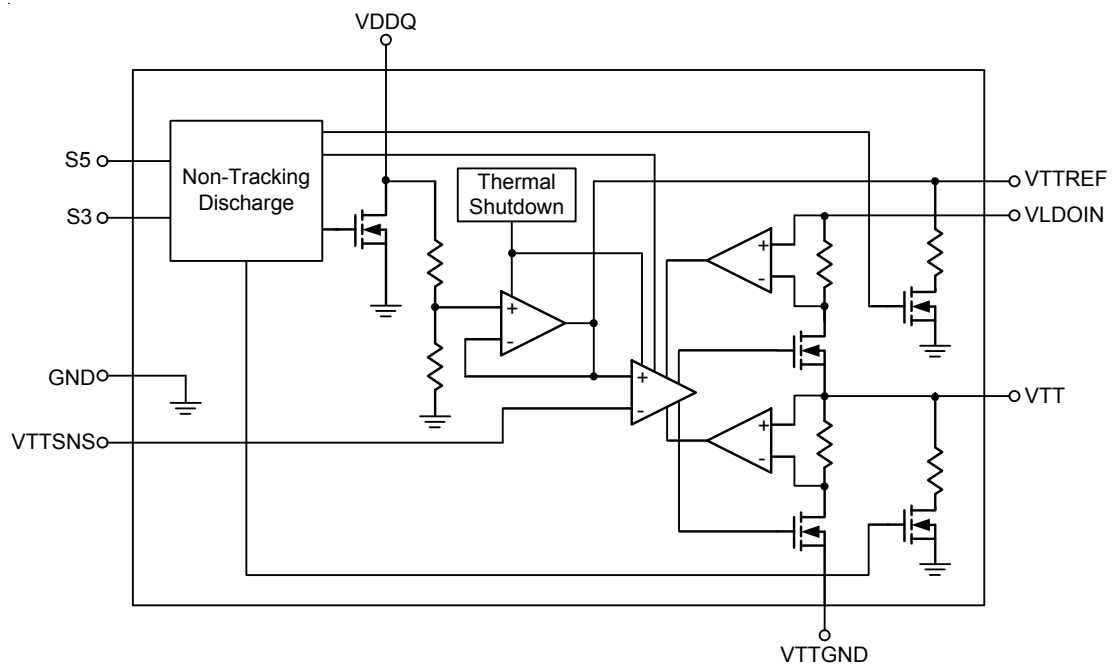 VDDQ
S5
S3
Non-Tracking
Discharge
Thermal
Shutdown
VTTREF
VLDOIN
+
-
+
-
GND
+
-
VTT
VTTSNS
+
-
VTTGND